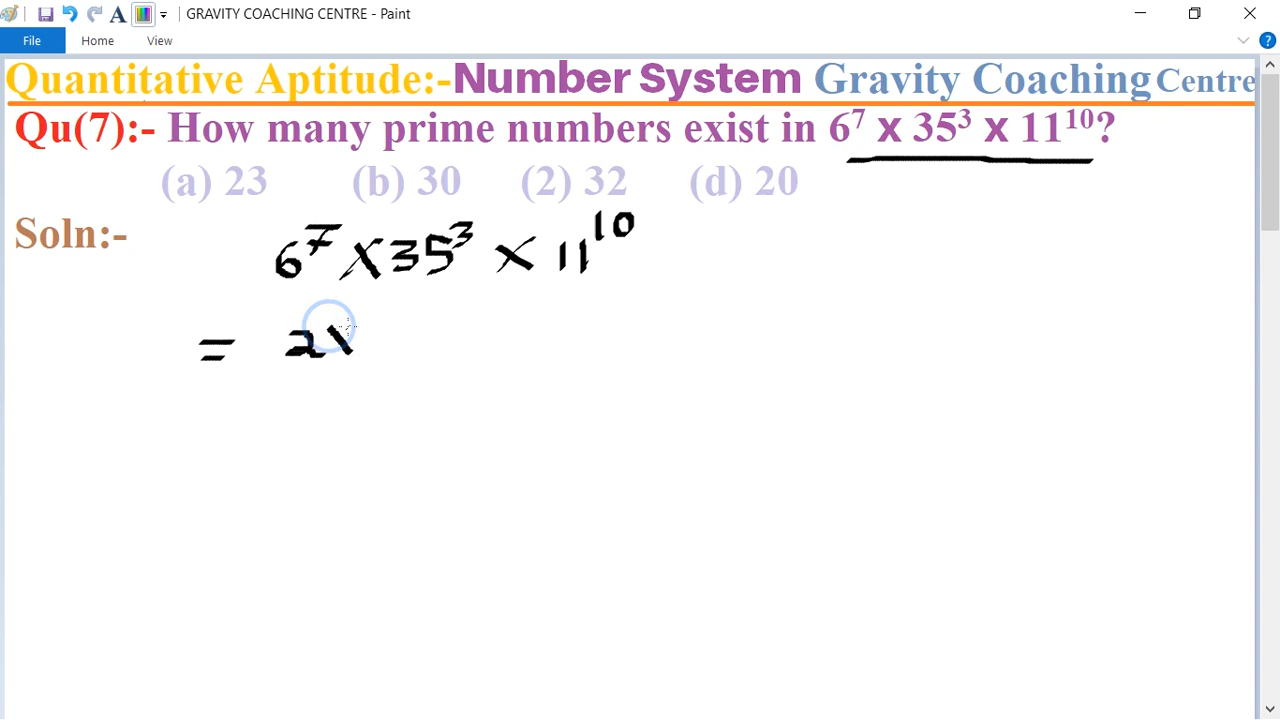 GRAVITY COACHING CENTRE - Paint
File Home View
Quantitative Aptitude:-Number System Gravity Coaching Centre
Qu(7):- How many prime numbers exist in 6⁷ x 35³ x 11¹⁰?
(a) 23 (b) 30 (2) 32 (d) 20
Soln:- 6⁷ x 35³ x 11¹⁰
= 2x